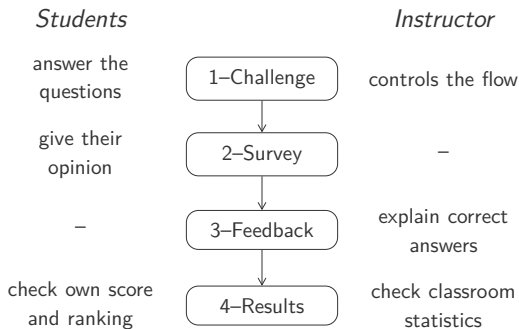 Students
Instructor
answer the
questions
1–Challenge
controls the flow
give their
opinion
2–Survey
–
–
3–Feedback
explain correct
answers
check own score
and ranking
4–Results
check classroom
statistics